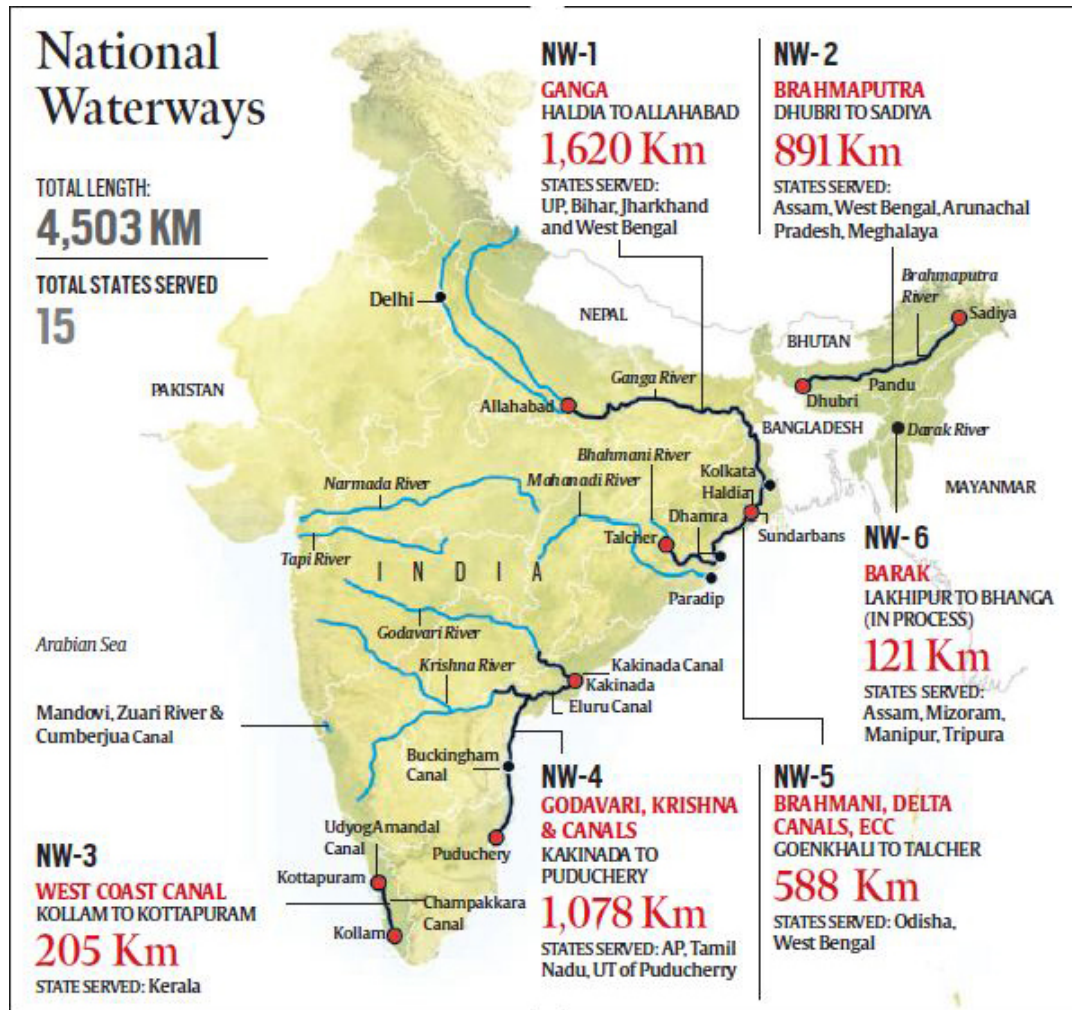 National
Waterways
TOTAL LENGTH:
4,503 KM
TOTAL STATES SERVED
15
NW-1
GANGA
HALDIA TO ALLAHABAD
1,620 Km
STATES SERVED:
UP, Bihar, Jharkhand
and West Bengal
NW-2
BRAHMAPUTRA
DHUBRI TO SADIYA
891 Km
STATES SERVED:
Assam, West Bengal, Arunachal
Pradesh, Meghalaya
Brahmaputra
River
Sadiya
Delhi
NEPAL
BHUTAN
PAKISTAN
Ganga River
Pandu
Dhubri
Allahabad
BANGLADESH
Darak River
Bhahmani River
Mahanadi River
Narmada River
Kolkata
Haldia
MAYANMAR
Dhamra
Talcher
Sundarbans
Tapi River
INDIA
Paradip
NW-6
BARAK
LAKHIPUR TO BHANGA
(IN PROCESS)
121 Km
STATES SERVED:
Assam, Mizoram,
Manipur, Tripura
Arabian Sea
Godavari River
Krishna River
Kakinada Canal
Kakinada
Eluru Canal
Mandovi, Zuari River &
Cumberjua Canal
Buckingham
Canal
Udyog Amandal
Canal
Puduchery
Kottapuram
Champakkara
Canal
Kollam
NW-3
WEST COAST CANAL
KOLLAM TO KOTTAPURAM
205 Km
STATE SERVED: Kerala
NW-4
GODAVARI, KRISHNA
& CANALS
KAKINADA TO
PUDUCHERY
1,078 Km
STATES SERVED: AP, Tamil
Nadu, UT of Puducherry
NW-5
BRAHMANI, DELTA
CANALS, ECC
GOENKHALI TO TALCHER
588 Km
STATES SERVED: Odisha,
West Bengal